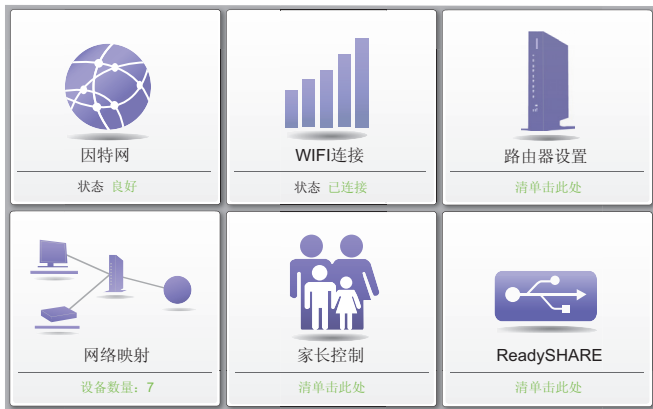 因特网
状态 良好
WIFI连接
状态 已连接
路由器设置
清单击此处
网络映射
设备数量：7
家长控制
清单击此处
ReadySHARE
清单击此处